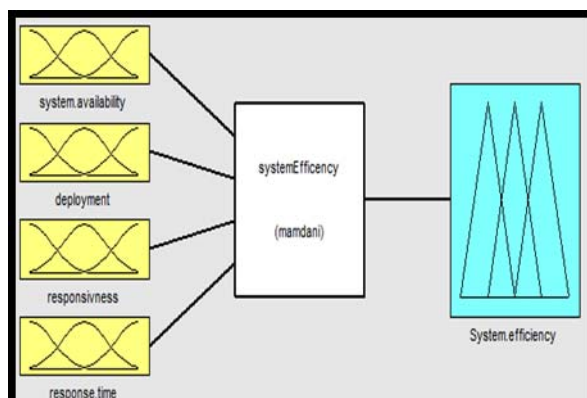 system.availability
deployment
responsivness
response.time
systemEfficency
(mamdani)
System.efficiency